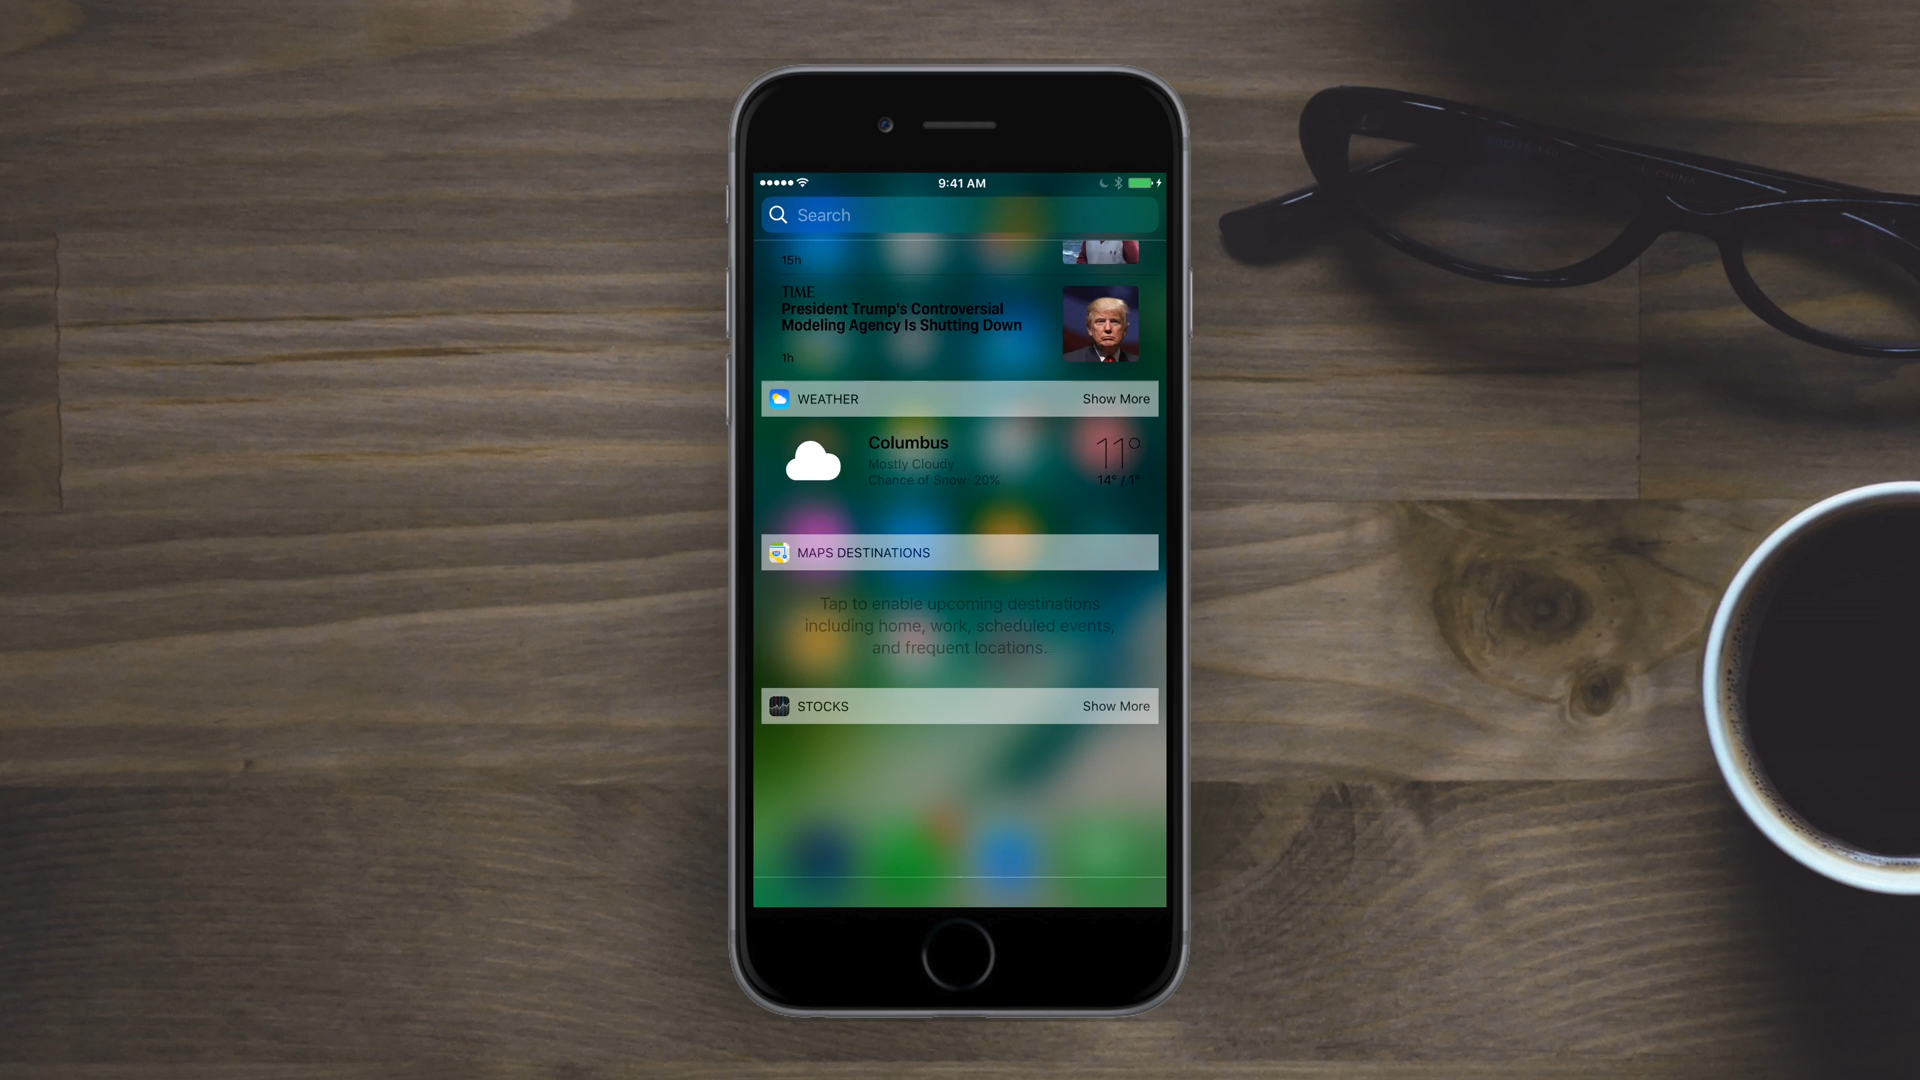 9:41 AM
Search
15h
TIME
President Trump's Controversial
Modeling Agency Is Shutting Down
1h
WEATHER
Show More
Columbus
11°
Mostly Cloudy
Chance of Snow: 20%
14° / 1°
MAPS DESTINATIONS
Tap to enable upcoming destinations
including home, work, scheduled events,
and frequent locations.
STOCKS
Show More
CHINA